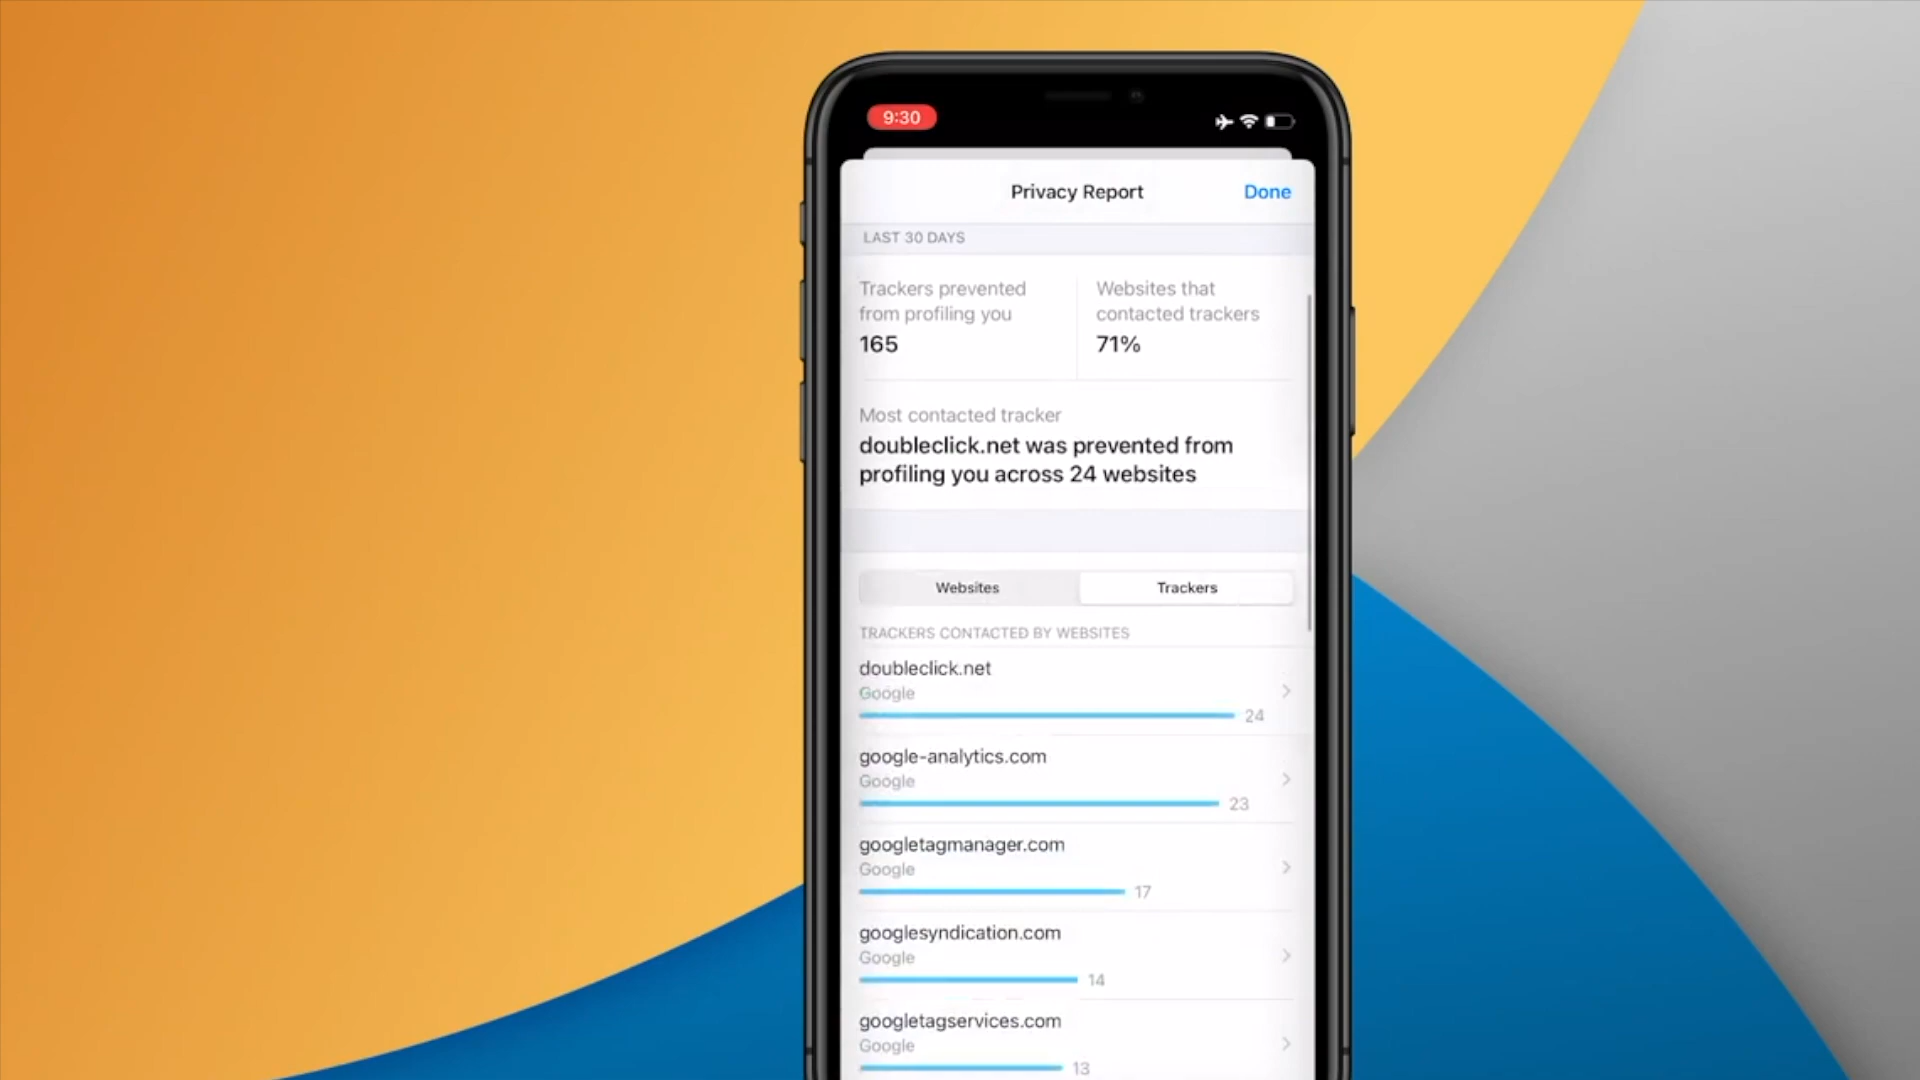 9:30
Privacy Report
Done
LAST 30 DAYS
Trackers prevented
from profiling you
165
Websites that
contacted trackers
71%
Most contacted tracker
doubleclick.net was prevented from
profiling you across 24 websites
Websites
Trackers
TRACKERS CONTACTED BY WEBSITES
doubleclick.net
Google
24
google-analytics.com
Google
23
googletagmanager.com
Google
17
googlesyndication.com
Google
14
googletagservices.com
Google
13